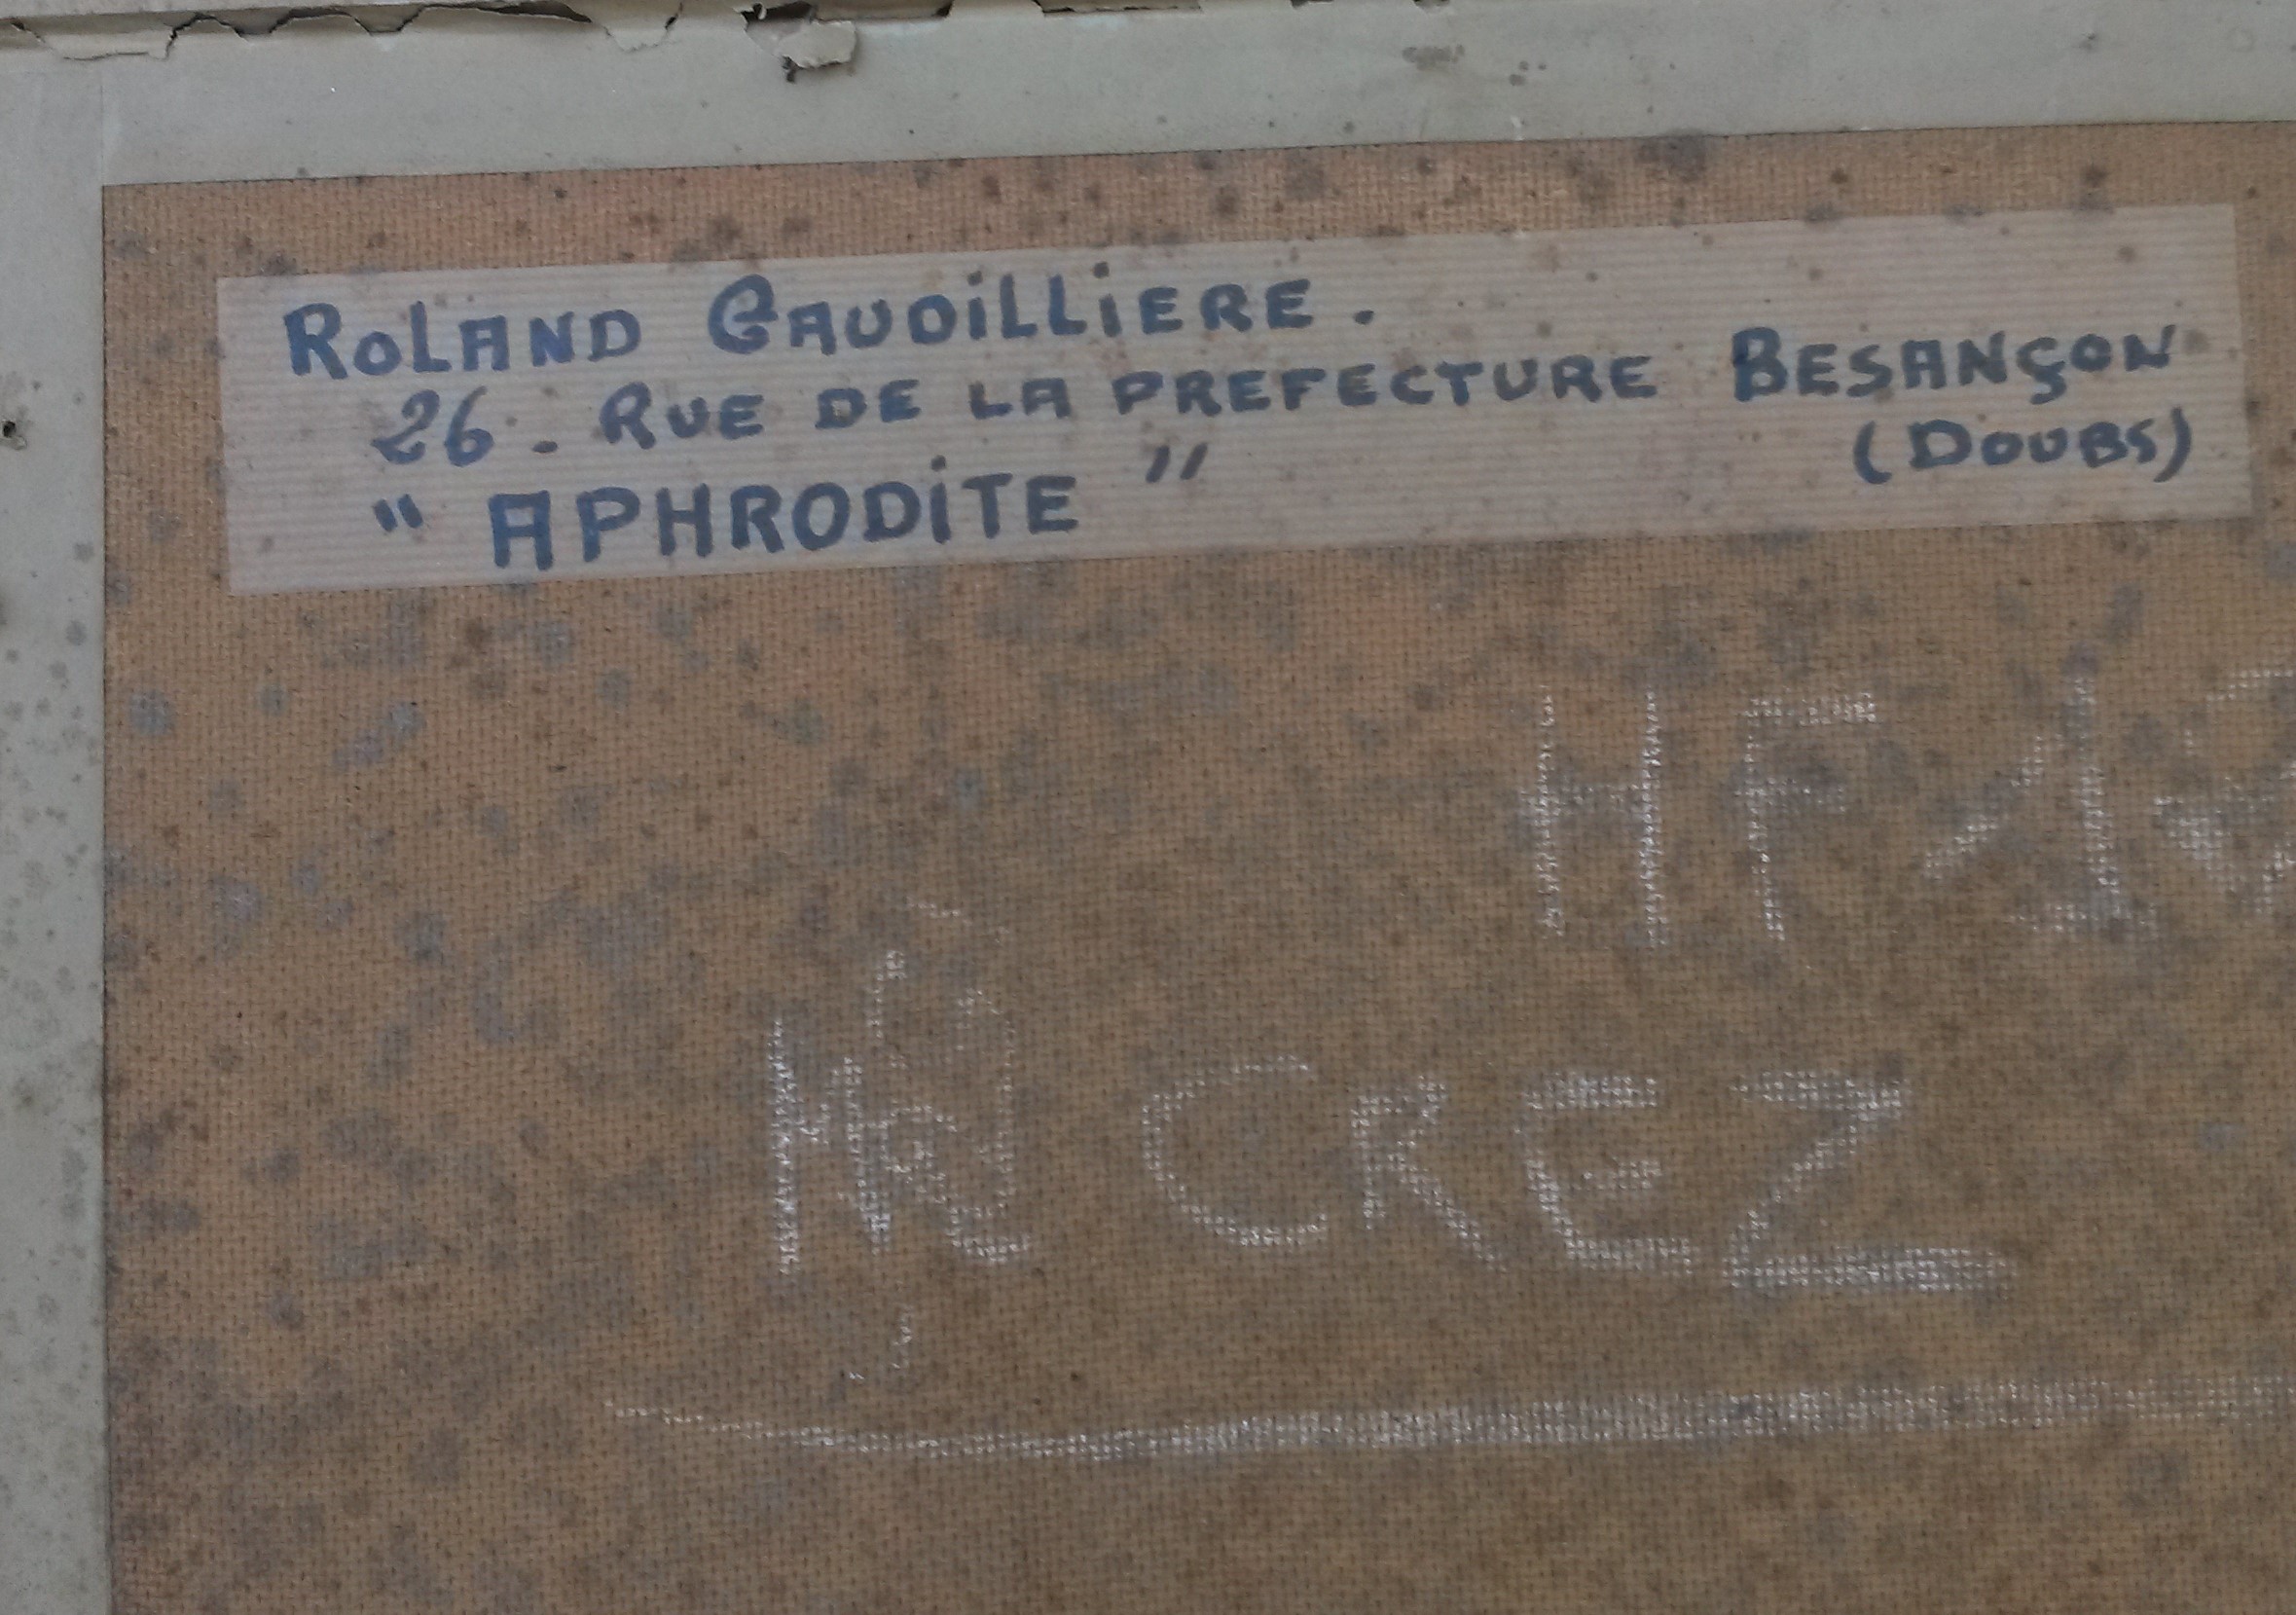 ROLAND GAUDILLIERE.
26. RUE DE LA PREFECTURE BESANÇON
(DOUBS)
" APHRODITE "
CREZ